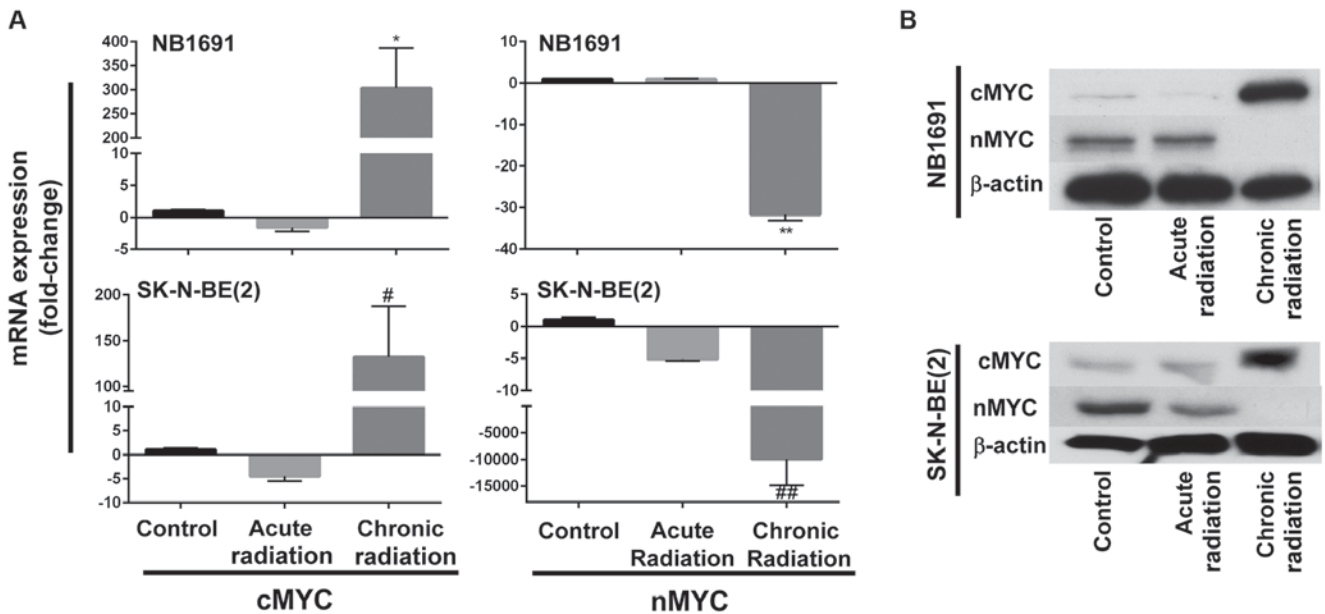 A
mRNA expression
(fold-change)
NB1691
400
300
200
100
10
5
0
-5
*
NB1691
10
0
-10
-20
-30
-40
**
SK-N-BE(2)
200
150
100
10
5
0
-5
-10
#
SK-N-BE(2)
5
0
-5
-10
-5000
-10000
-15000
##
Control
Acute
radiation
Chronic
radiation
cMYC
Control
Acute
Radiation
Chronic
Radiation
nMYC
B
NB1691
cMYC
nMYC
β-actin
Control
Acute
radiation
Chronic
radiation
SK-N-BE(2)
cMYC
nMYC
β-actin
Control
Acute
radiation
Chronic
radiation